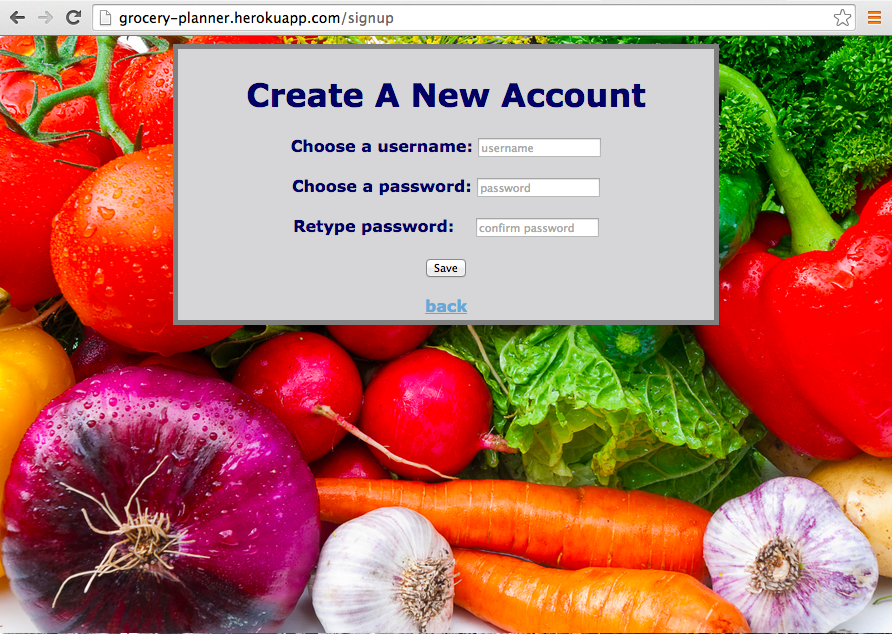 grocery-planner.herokuapp.com/signup
Create A New Account
Choose a username: username
Choose a password: password
Retype password: confirm password
Save
back